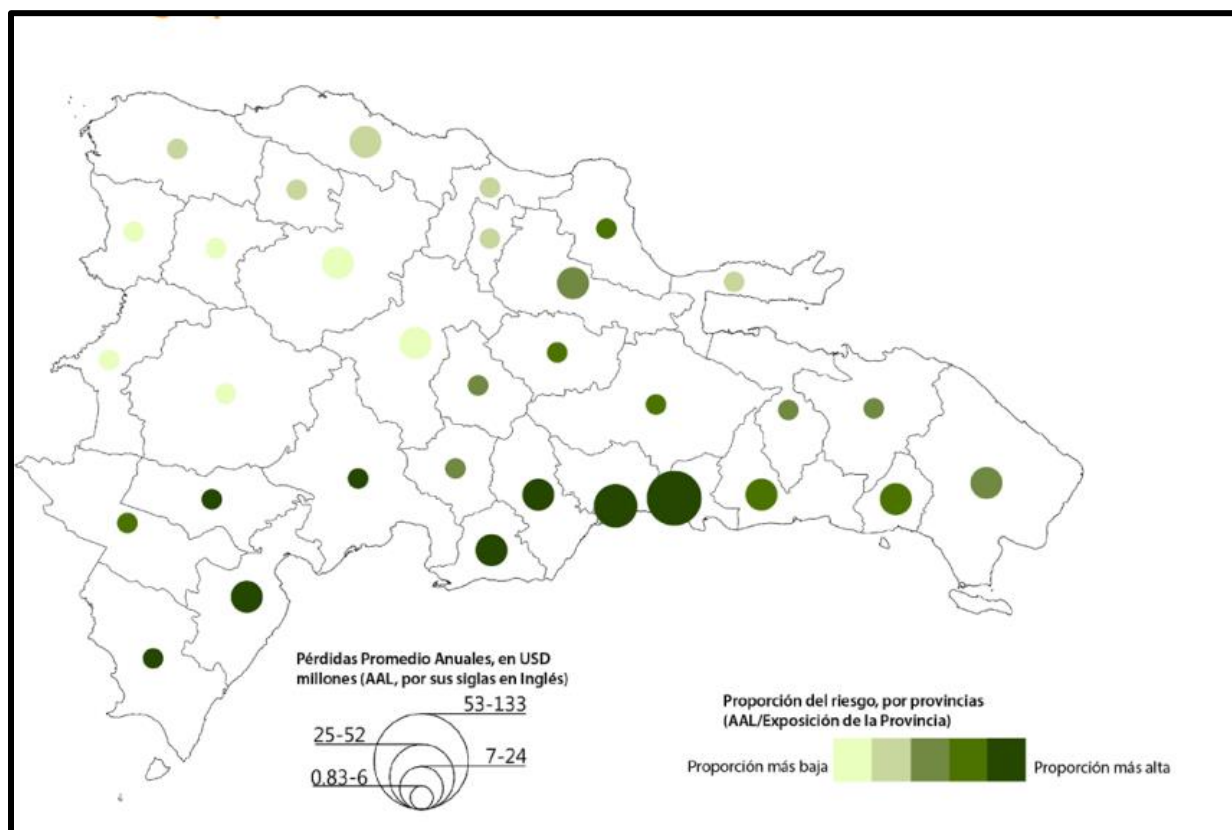 Pérdidas Promedio Anuales, en USD
millones (AAL, por sus siglas en Inglés)
53-133
25-52
7-24
0.83-6
Proporción del riesgo, por provincias
(AAL/Exposición de la Provincia)
Proporción más baja
Proporción más alta